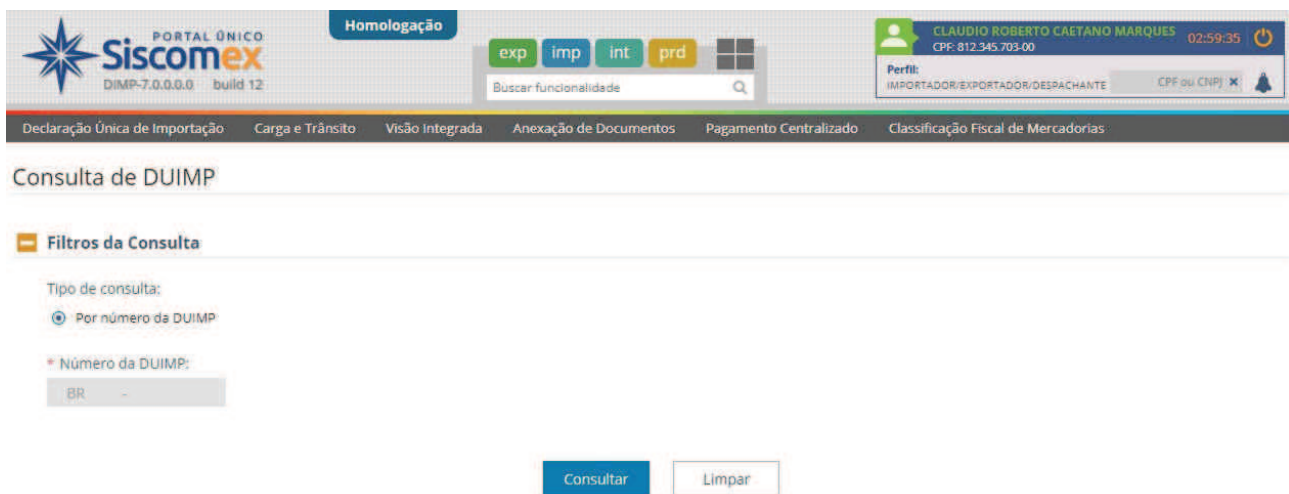 PORTAL ÚNICO
Siscomex
DIMP-7.0.0.0.0 build 12
Homologação
exp imp int prd
Buscar funcionalidade
CLAUDIO ROBERTO CAETANO MARQUES
CPF: 812.345.703-00
02:59:35
Perfil:
IMPORTADOR/EXPORTADOR/DESPACHANTE
CPF ou CNPJ
Declaração Única de Importação Carga e Trânsito Visão Integrada Anexação de Documentos Pagamento Centralizado Classificação Fiscal de Mercadorias
Consulta de DUIMP
Filtros da Consulta
Tipo de consulta:
Por número da DUIMP
* Número da DUIMP:
BR -
Consultar Limpar